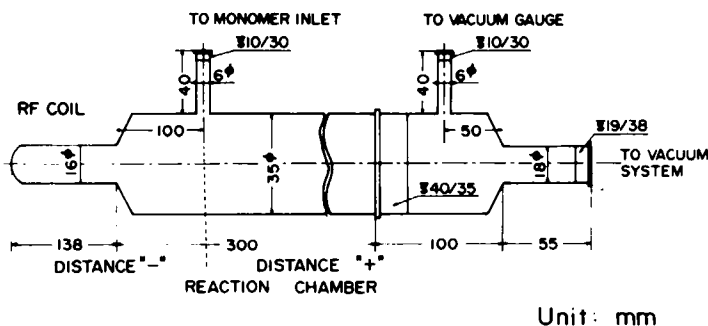 TO MONOMER INLET
TO VACUUM GAUGE
10/30
10/30
40
6ϕ
40
6ϕ
RF COIL
100
50
19/38
16ϕ
35ϕ
18ϕ
TO VACUUM
SYSTEM
40/35
138
300
100
55
DISTANCE "-"
DISTANCE "+"
REACTION CHAMBER
Unit: mm